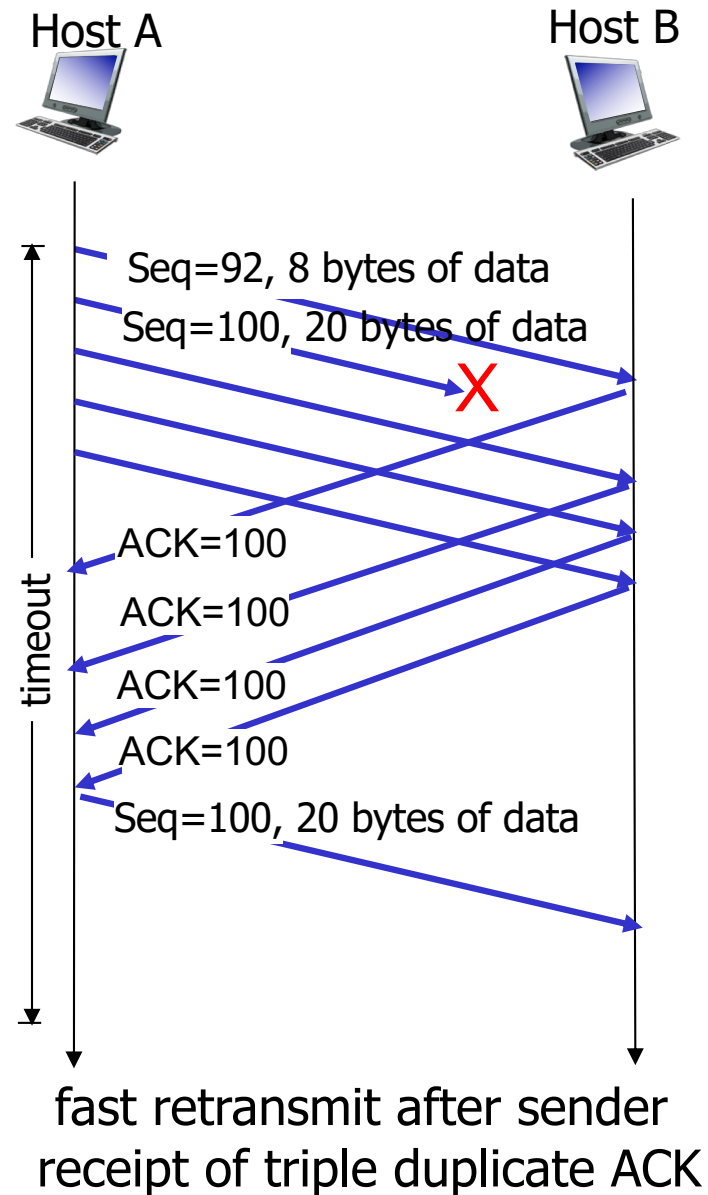 Host A
Host B
Seq=92, 8 bytes of data
Seq=100, 20 bytes of data
X
ACK=100
ACK=100
timeout
ACK=100
ACK=100
Seq=100, 20 bytes of data
fast retransmit after sender
receipt of triple duplicate ACK